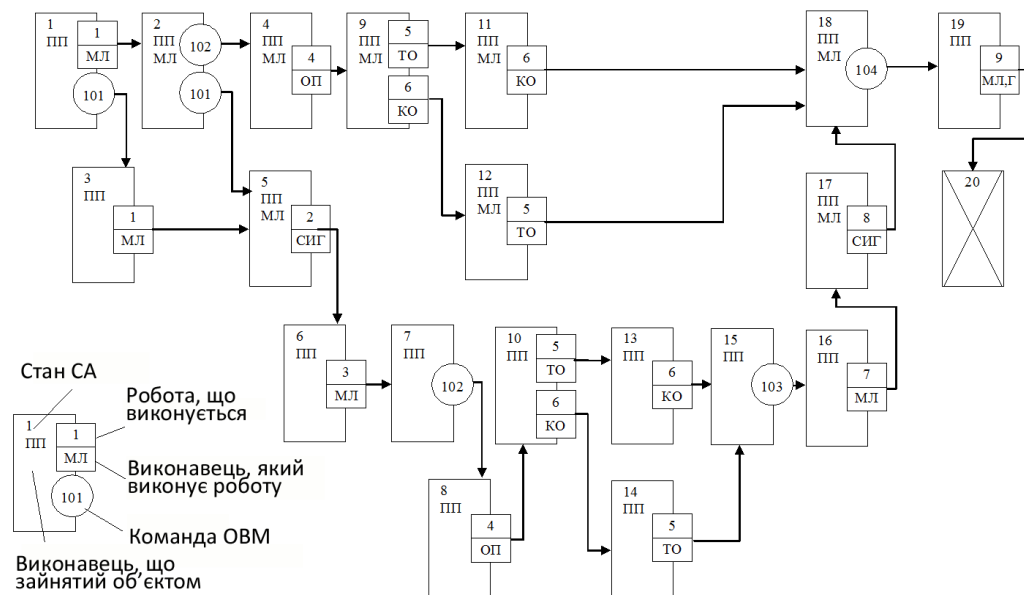 1
ПП
1
МЛ
101
2
ПП
МЛ
102
101
4
ПП
МЛ
4
ОП
9
ПП
МЛ
5
ТО
6
КО
11
ПП
МЛ
6
КО
18
ПП
МЛ
104
19
ПП
9
МЛ,Г
3
ПП
1
МЛ
5
ПП
МЛ
2
СИГ
12
ПП
МЛ
5
ТО
17
ПП
МЛ
8
СИГ
20
6
ПП
3
МЛ
7
ПП
102
10
ПП
5
ТО
6
КО
13
ПП
6
КО
15
ПП
103
16
ПП
7
МЛ
8
ПП
4
ОП
14
ПП
5
ТО
Стан СА
1
ПП
1
МЛ
101
Робота, що
виконується
Виконавець, який
виконує роботу
Команда ОВМ
Виконавець, що
зайнятий об'єктом